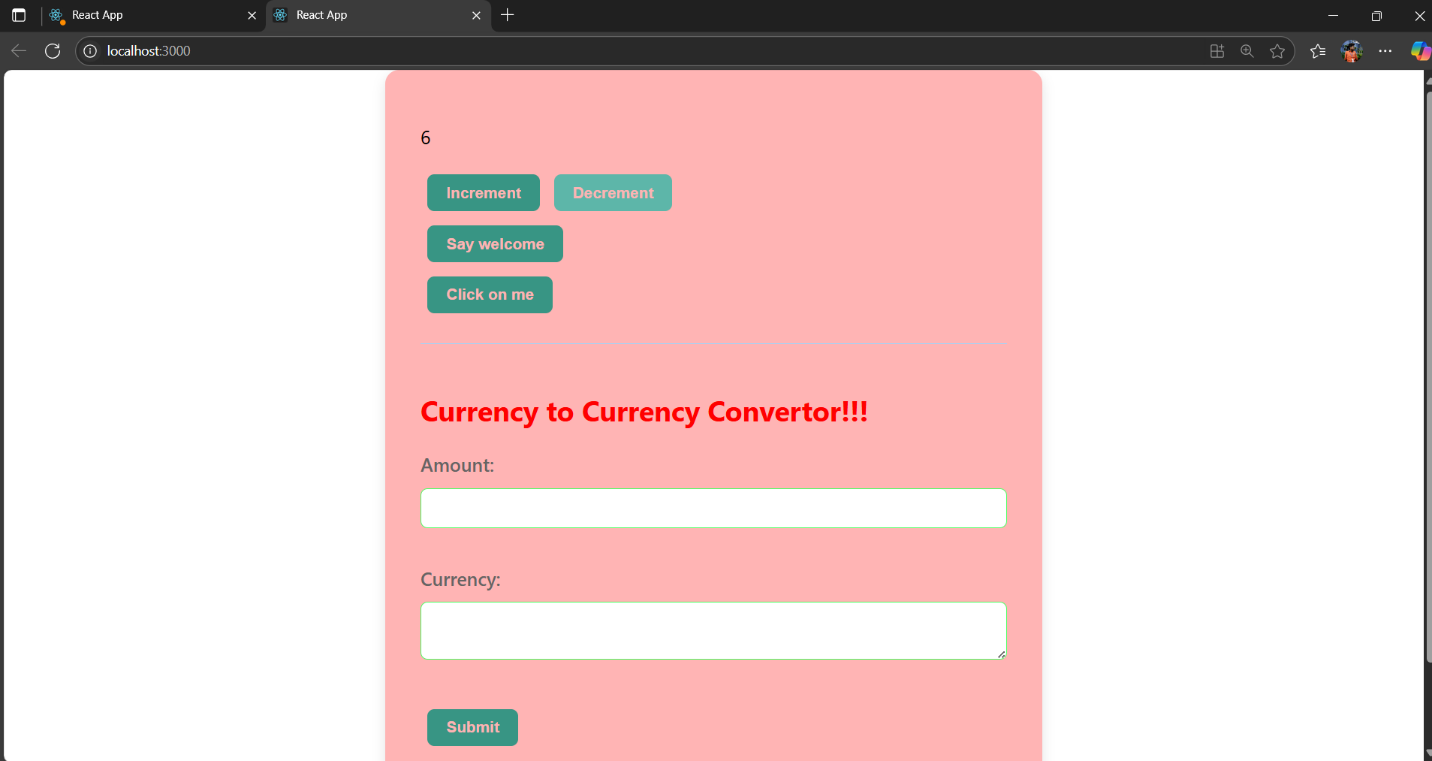 React App
React App
localhost:3000
6
Increment
Decrement
Say welcome
Click on me
Currency to Currency Convertor!!!
Amount:
Currency:
Submit